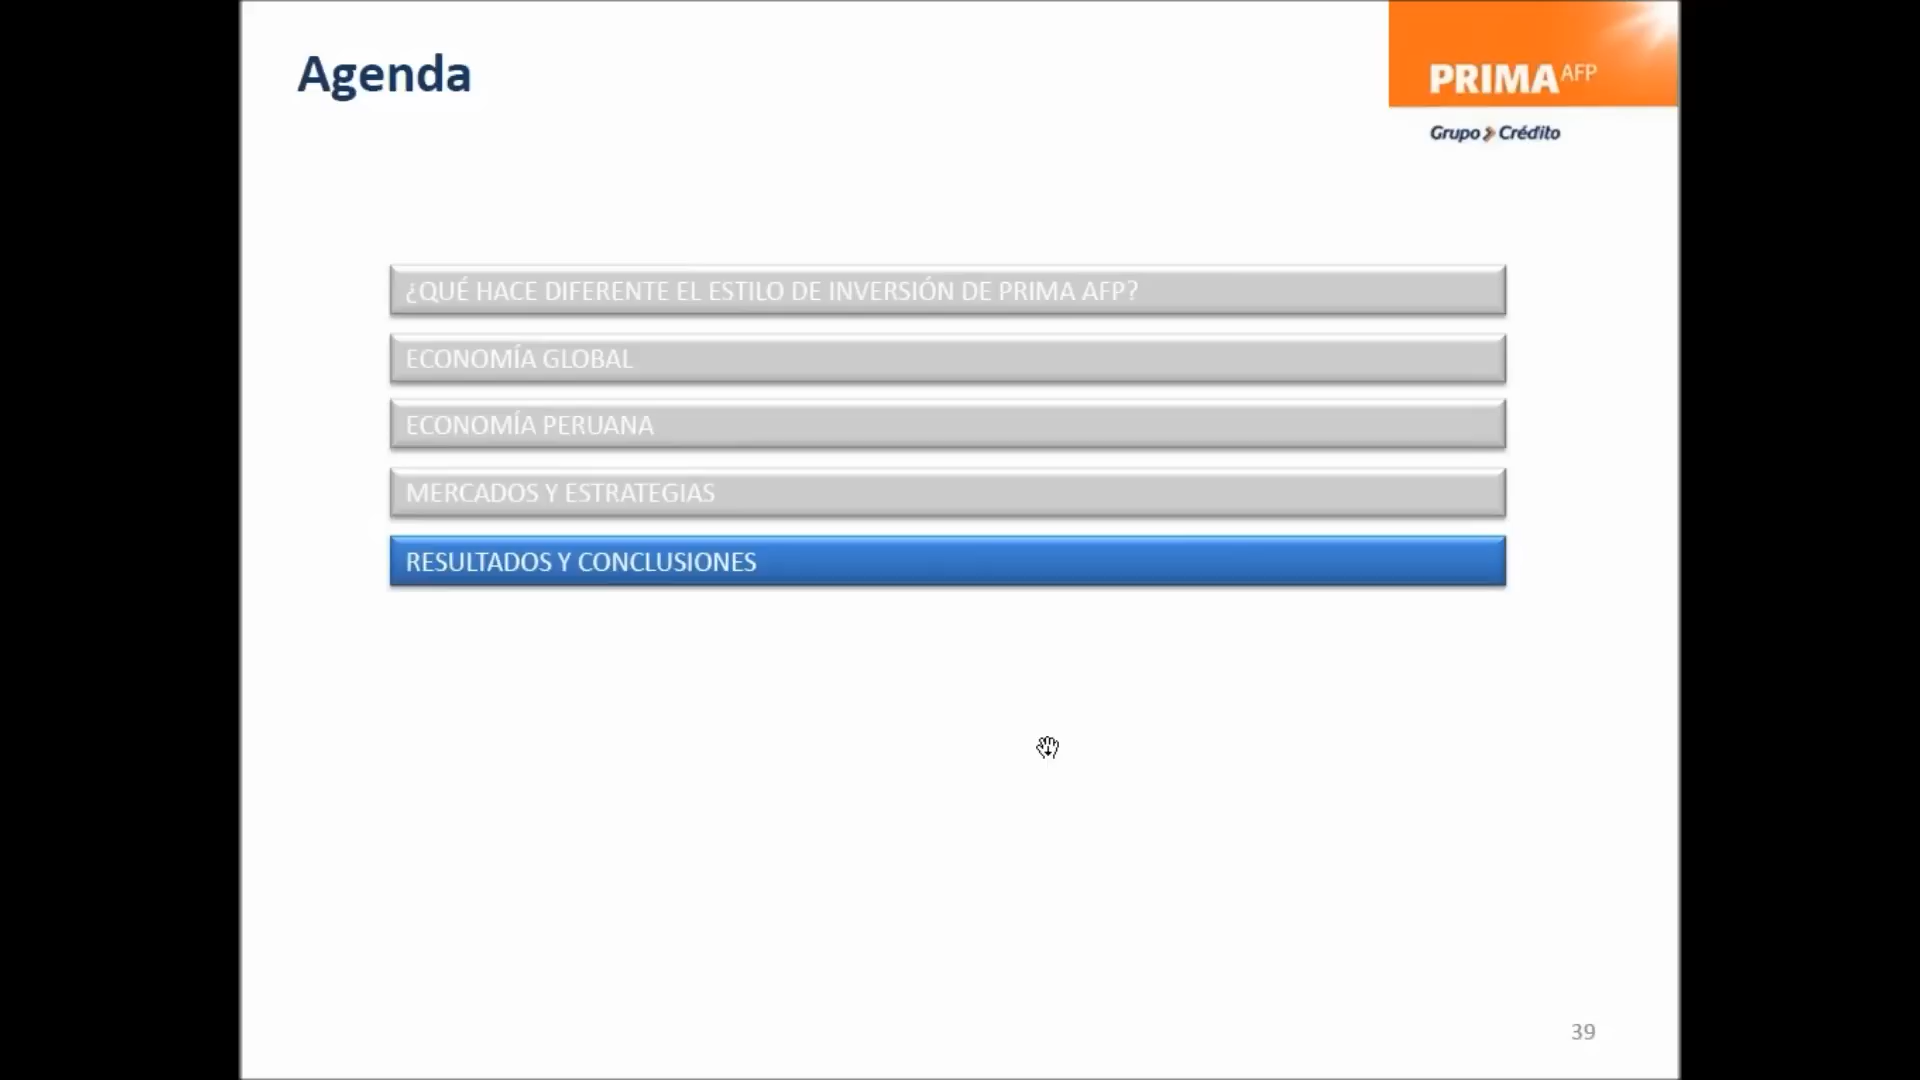 Agenda
PRIMA AFP
Grupo Crédito
¿QUÉ HACE DIFERENTE EL ESTILO DE INVERSIÓN DE PRIMA AFP?
ECONOMÍA GLOBAL
ECONOMÍA PERUANA
MERCADOS Y ESTRATEGIAS
RESULTADOS Y CONCLUSIONES
39